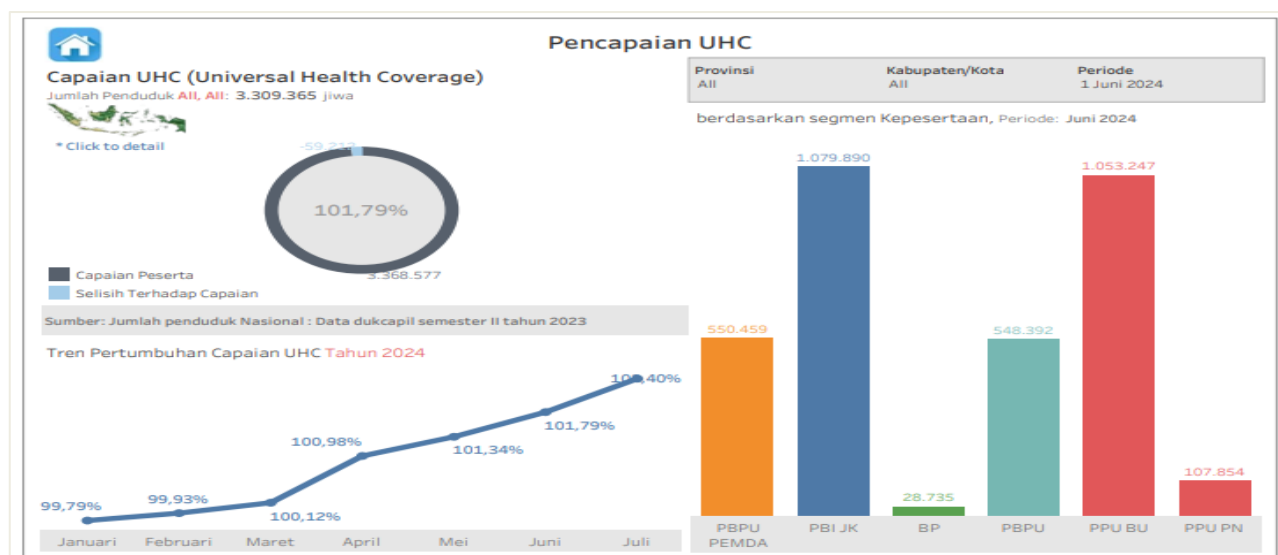 Pencapaian UHC
Capaian UHC (Universal Health Coverage)
Jumlah Penduduk All, All: 3.309.365 jiwa
* Click to detail
101,79%
3.368.577
Capaian Peserta
Selisih Terhadap Capaian
Sumber: Jumlah penduduk Nasional : Data dukcapil semester II tahun 2023
Tren Pertumbuhan Capaian UHC Tahun 2024
99,79%
99,93%
100,12%
100,98%
101,34%
101,79%
Januari Februari Maret April Mei Juni Juli
Provinsi Kabupaten/Kota Periode
All All 1 Juni 2024
berdasarkan segmen Kepesertaan, Periode: Juni 2024
550.459
1.079.890
28.735
548.392
1.053.247
107.854
PBPU PBI JK BP PBPU PPU BU PPU PN
PEMDA